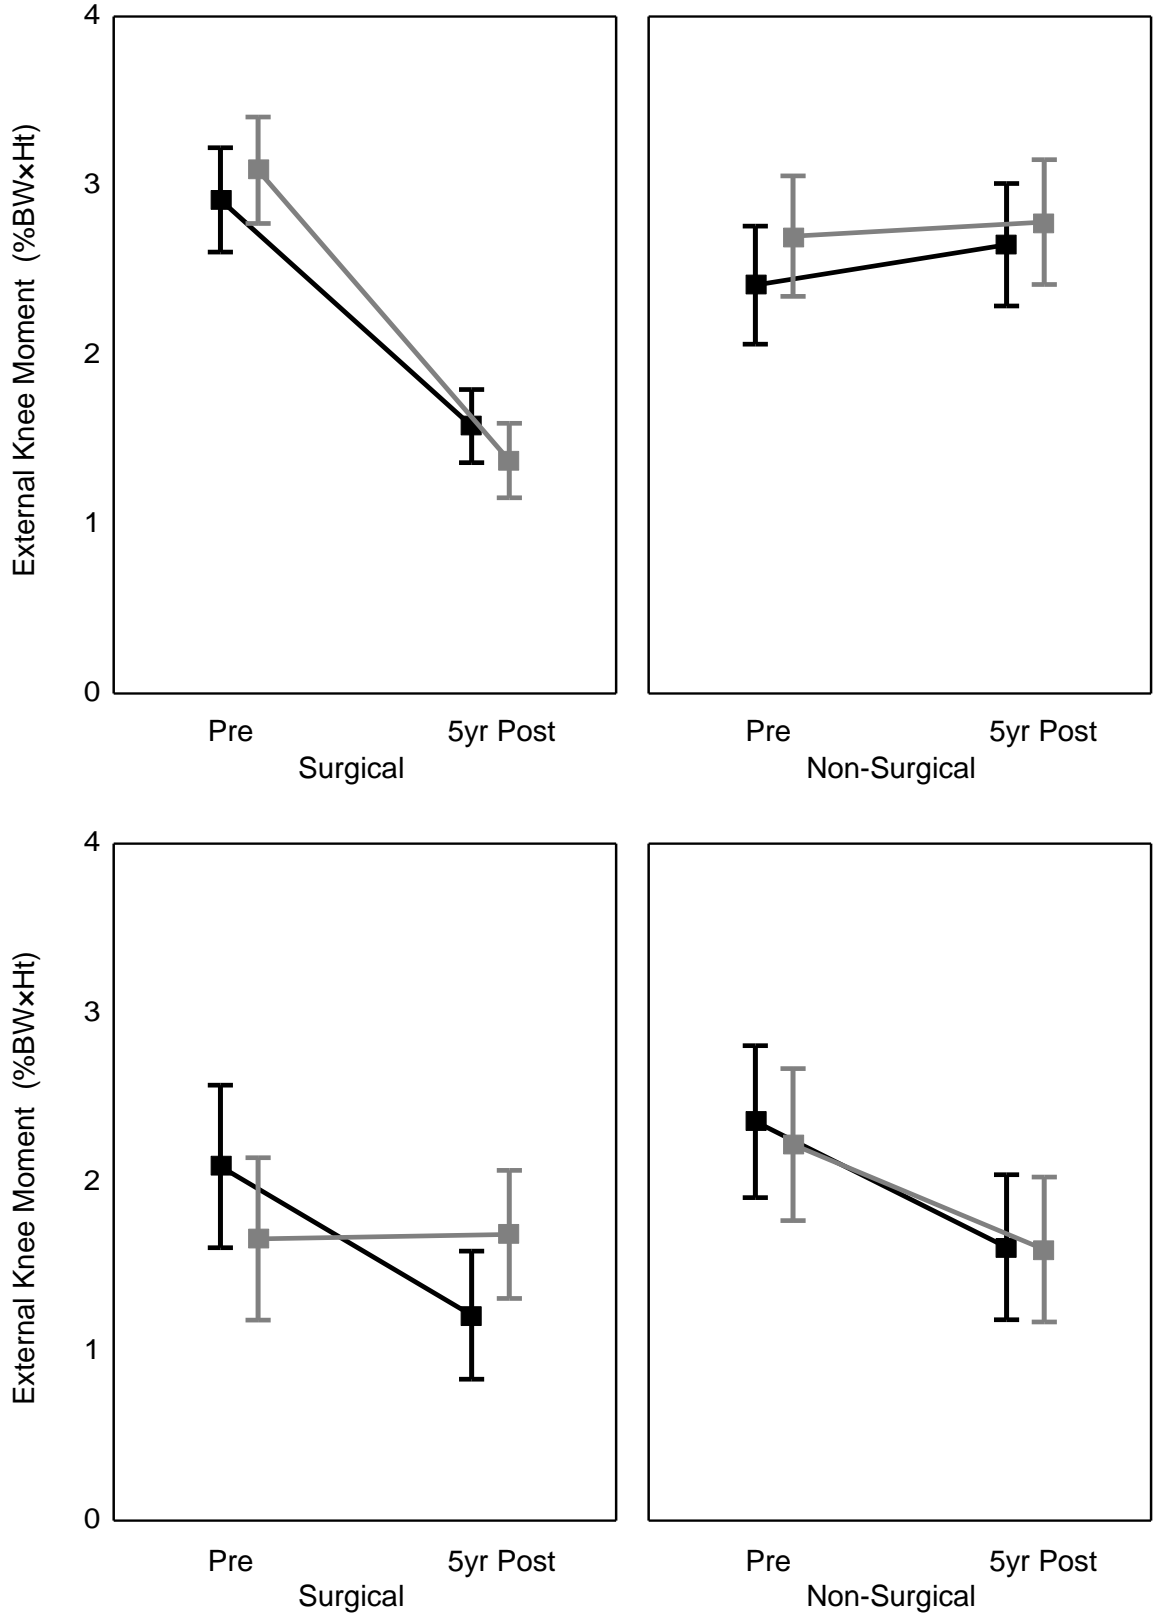 External Knee Moment (%BW×Ht)
4
3
2
1
0
Pre 5yr Post
Surgical
Pre 5yr Post
Non-Surgical
External Knee Moment (%BW×Ht)
4
3
2
1
0
Pre 5yr Post
Surgical
Pre 5yr Post
Non-Surgical